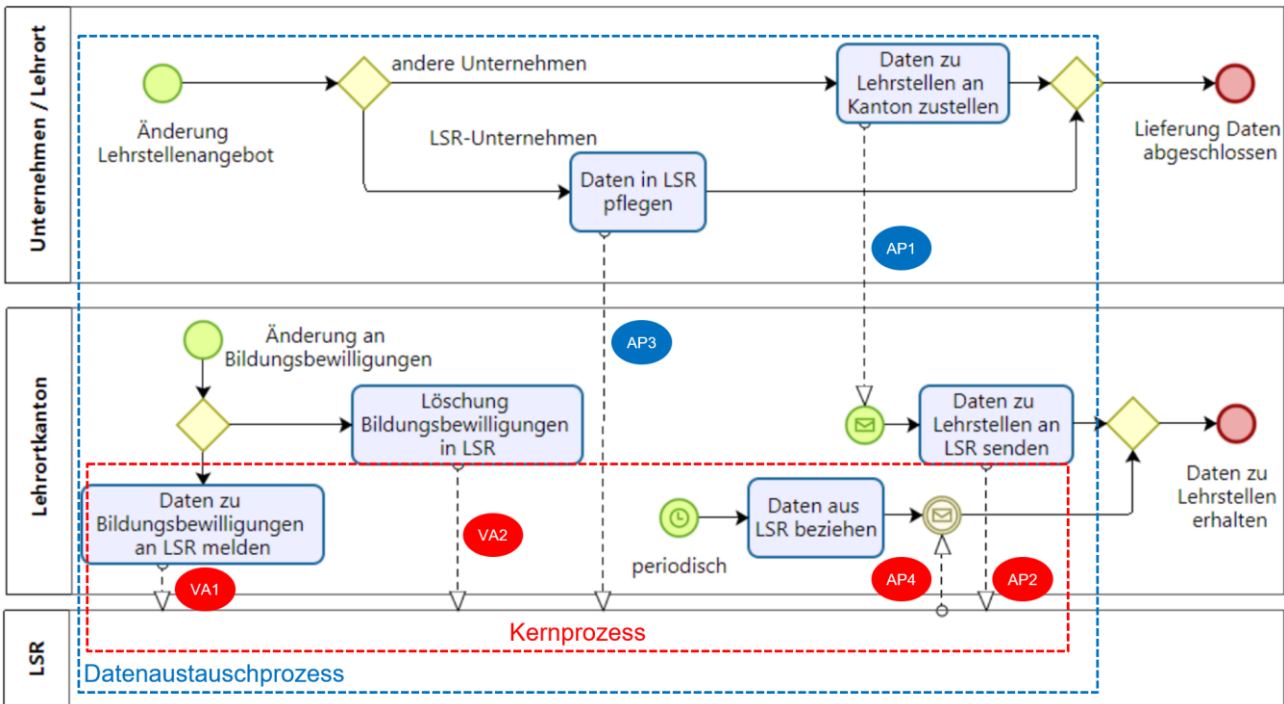 Unternehmen / Lehrort
andere Unternehmen
Daten zu
Lehrstellen an
Kanton zustellen
Änderung
Lehrstellenangebot
LSR-Unternehmen
Daten in LSR
pflegen
Lieferung Daten
abgeschlossen
AP1
AP3
Lehrortkanton
Änderung an
Bildungsbewilligungen
Löschung
Bildungsbewilligungen
in LSR
Daten zu
Lehrstellen an
LSR senden
Daten zu
Bildungsbewilligungen
an LSR melden
Daten aus
LSR beziehen
periodisch
Daten zu
Lehrstellen
erhalten
VA2
VA1
AP4
AP2
LSR
Kernprozess
Datenaustauschprozess